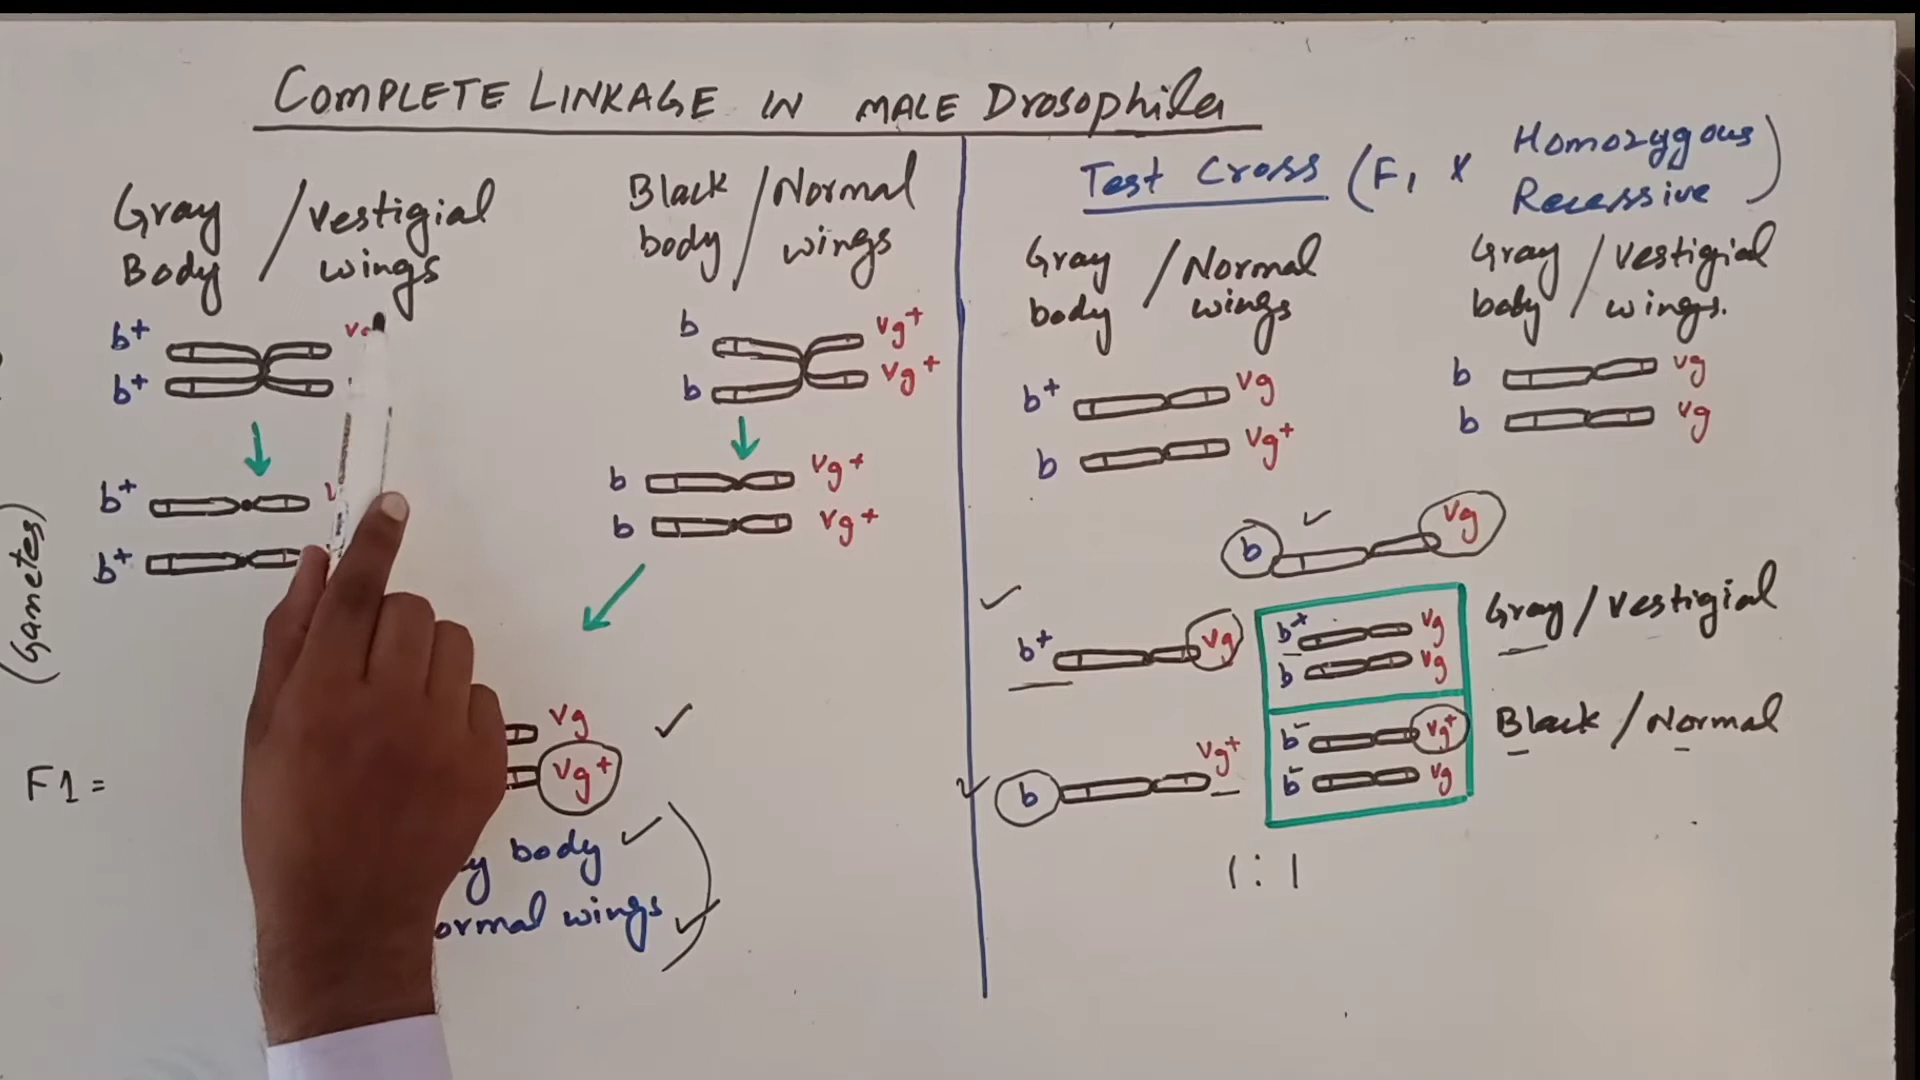 COMPLETE LINKAGE IN MALE Drosophila
Gray / Vestigial
Body wings
b+
b+
b+
b+
(Gametes)
Black / Normal
body wings
b vg+
b vg+
b vg+
b vg+
F1 =
vg
vg+
body
wings
Test Cross (F1 x Homozygous
Recessive)
Gray / Normal
body wings
b+ vg
b vg+
Gray / Vestigial
body wings.
b vg
b vg
b vg
b+ vg
b+ vg
b vg
Gray / Vestigial
b vg+
b- vg+
b- vg
Black / Normal
1 : 1